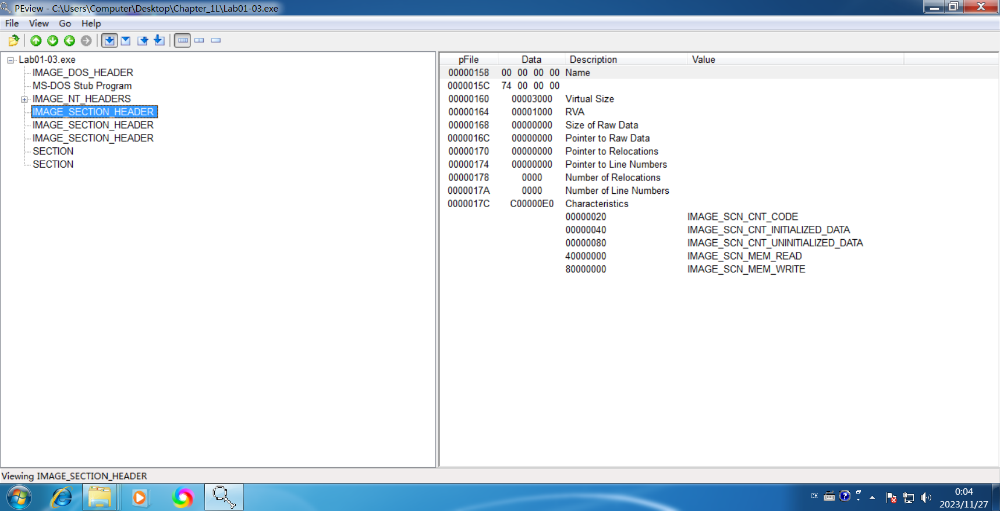 PEview - C:\Users\Computer\Desktop\Chapter_1L\Lab01-03.exe
File View Go Help
Lab01-03.exe
IMAGE_DOS_HEADER
MS-DOS Stub Program
IMAGE_NT_HEADERS
IMAGE_SECTION_HEADER
IMAGE_SECTION_HEADER
IMAGE_SECTION_HEADER
SECTION
SECTION
pFile Data Description Value
00000158 00 00 00 00 Name
0000015C 74 00 00 00
00000160 00003000 Virtual Size
00000164 00001000 RVA
00000168 00000000 Size of Raw Data
0000016C 00000000 Pointer to Raw Data
00000170 00000000 Pointer to Relocations
00000174 00000000 Pointer to Line Numbers
00000178 0000 Number of Relocations
0000017A 0000 Number of Line Numbers
0000017C C00000E0 Characteristics
00000020 IMAGE_SCN_CNT_CODE
00000040 IMAGE_SCN_CNT_INITIALIZED_DATA
00000080 IMAGE_SCN_CNT_UNINITIALIZED_DATA
40000000 IMAGE_SCN_MEM_READ
80000000 IMAGE_SCN_MEM_WRITE
Viewing IMAGE_SECTION_HEADER
CH
0:04
2023/11/27